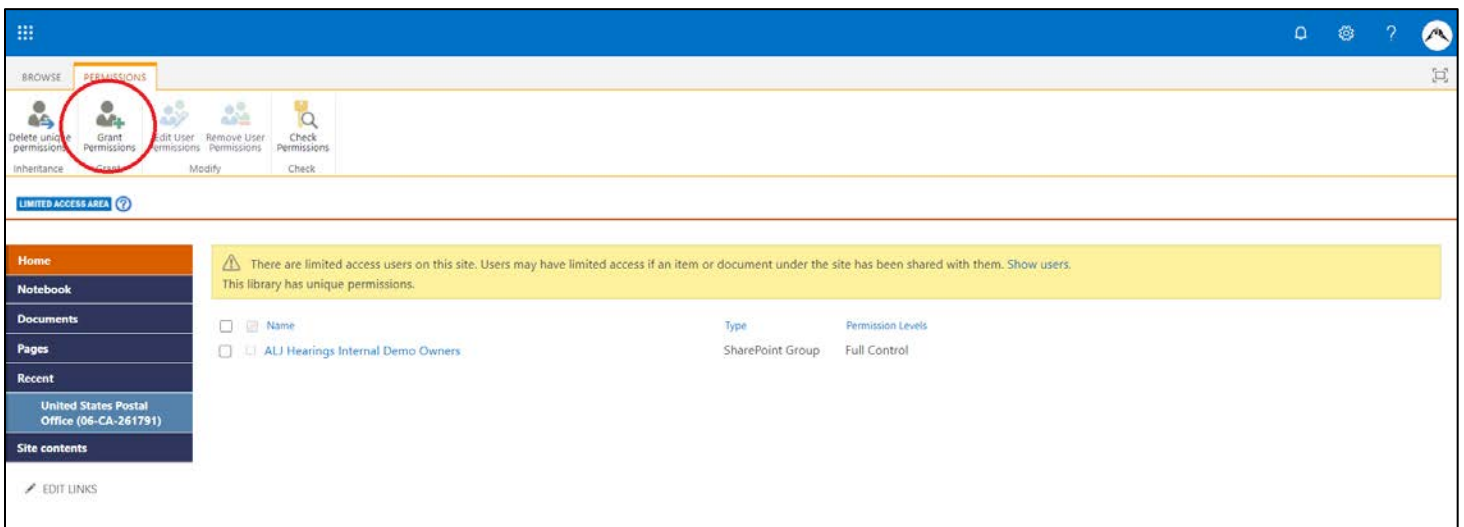 ?
BROWSE PERMISSIONS
Delete unique permissions
Grant Permissions
Edit User Permissions
Remove User Permissions
Check Permissions
Inheritance Grant Modify Check
LIMITED ACCESS AREA ?
Home
Notebook
Documents
Pages
Recent
United States Postal
Office (06-CA-261791)
Site contents
EDIT LINKS
There are limited access users on this site. Users may have limited access if an item or document under the site has been shared with them. Show users.
This library has unique permissions.
Name Type Permission Levels
ALJ Hearings Internal Demo Owners SharePoint Group Full Control